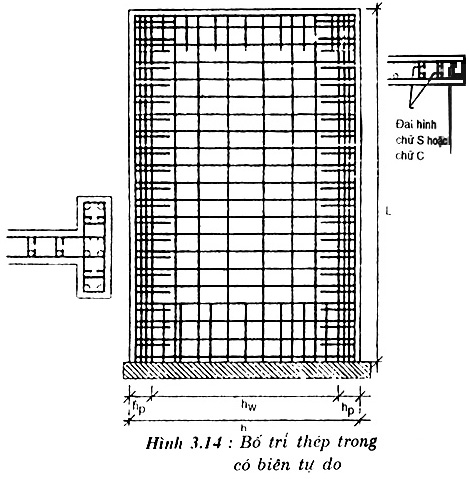 Đai hình
chữ S hoặc
chữ C
L
hp
hw
hp
h
Hình 3.14 : Bố trí thép trong
có biên tự do